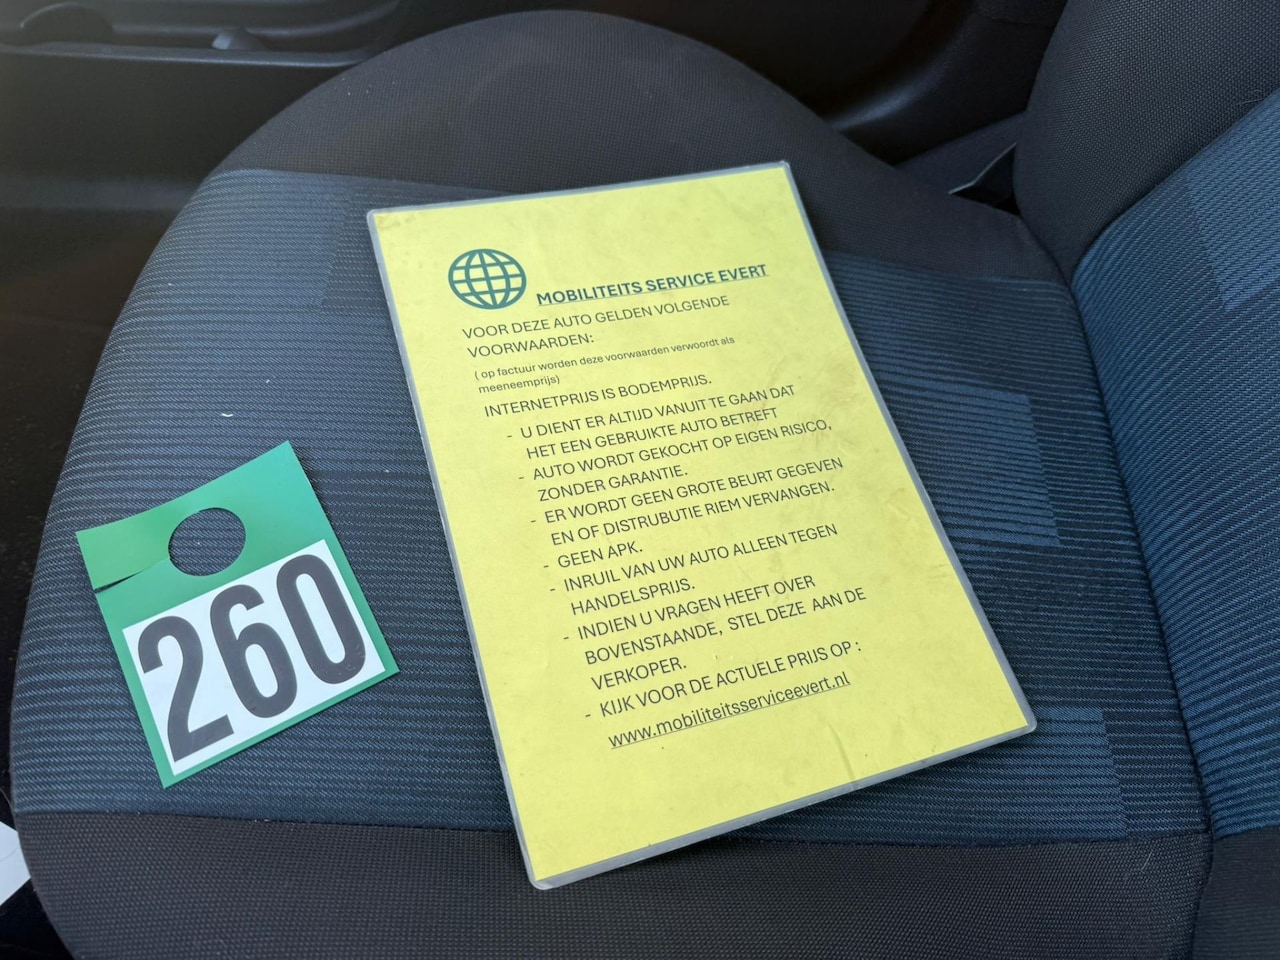 MOBILITEITS SERVICE EVERT
VOOR DEZE AUTO GELDEN VOLGENDE
VOORWAARDEN:
( op factuur worden deze voorwaarden verwoordt als
meeneemprijs)
INTERNETPRIJS IS BODEMPRIJS.
- U DIENT ER ALTIJD VANUIT TE GAAN DAT
HET EEN GEBRUIKTE AUTO BETREFT
- AUTO WORDT GEKOCHT OP EIGEN RISICO,
ZONDER GARANTIE.
- ER WORDT GEEN GROTE BEURT GEGEVEN
EN OF DISTRUBUTIE RIEM VERVANGEN.
- GEEN APK.
- INRUIL VAN UW AUTO ALLEEN TEGEN
HANDELSPRIJS.
- INDIEN U VRAGEN HEEFT OVER
BOVENSTAANDE, STEL DEZE AAN DE
VERKOPER.
- KIJK VOOR DE ACTUELE PRIJS OP :
www.mobiliteitsserviceevert.nl
260